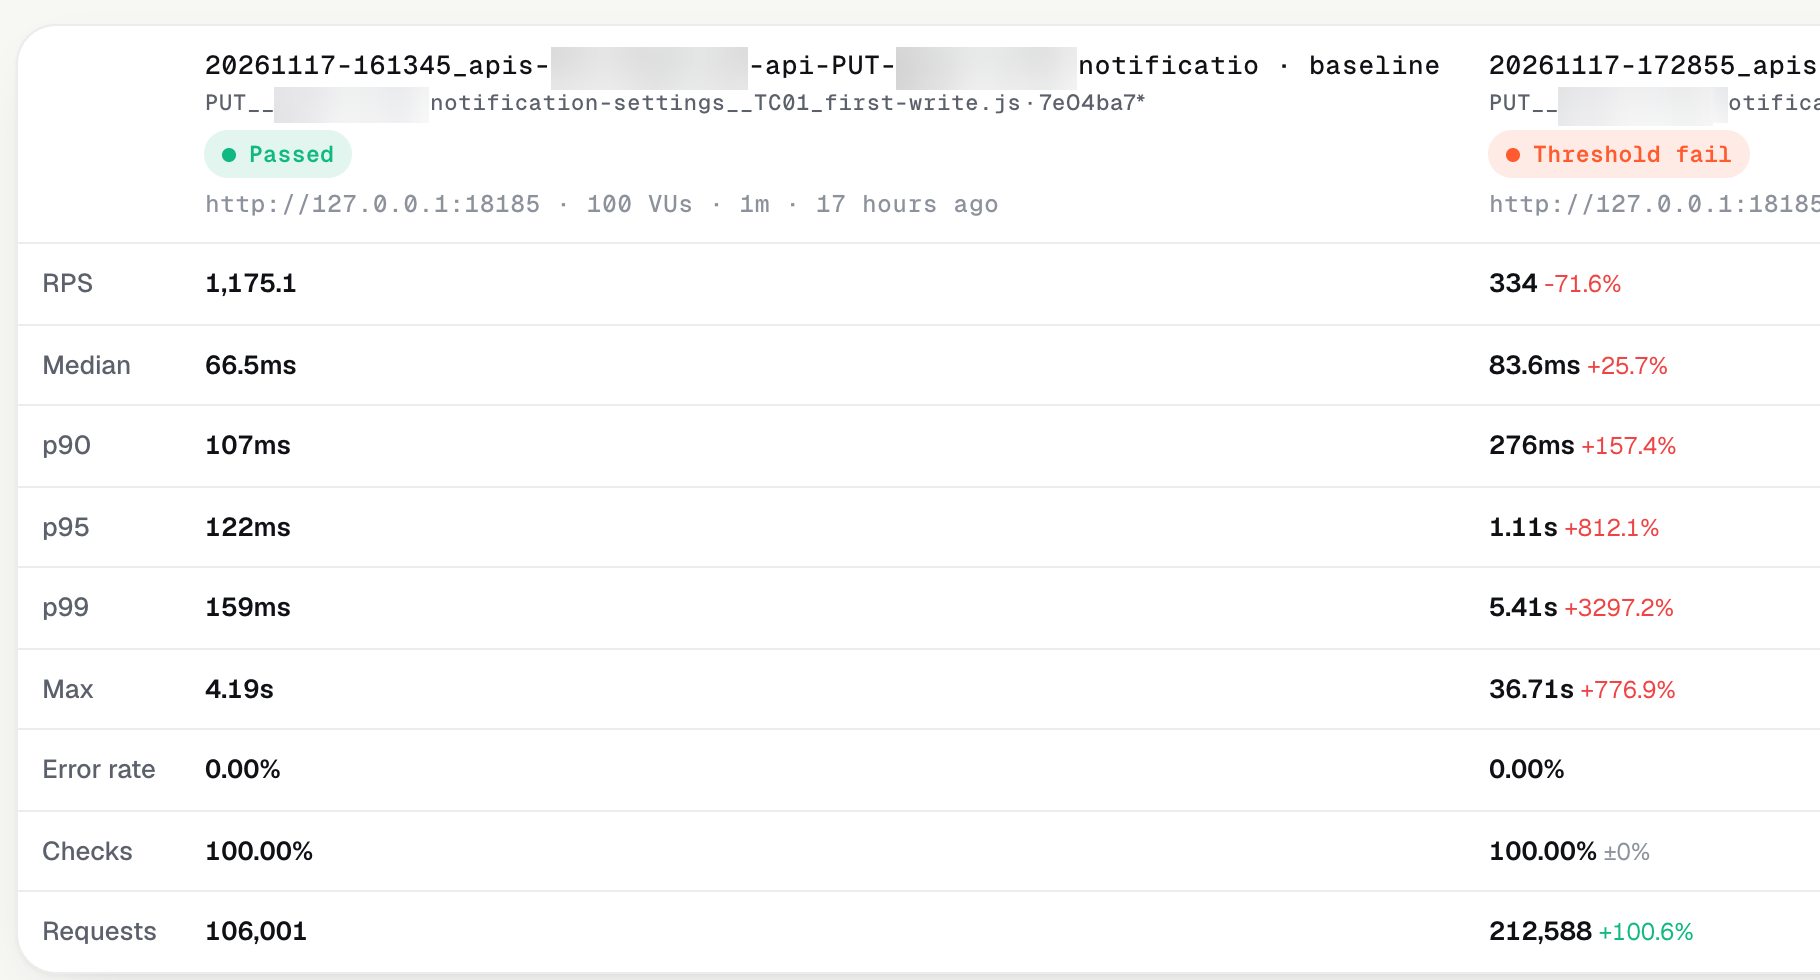 20261117-161345_apis- -api-PUT- notificatio · baseline
PUT__ notification-settings__TC01_first-write.js · 7e04ba7*
Passed
http://127.0.0.1:18185 · 100 VUs · 1m · 17 hours ago
20261117-172855_apis
PUT__ otifica
Threshold fail
http://127.0.0.1:18185
RPS 1,175.1 334 -71.6%
Median 66.5ms 83.6ms +25.7%
p90 107ms 276ms +157.4%
p95 122ms 1.11s +812.1%
p99 159ms 5.41s +3297.2%
Max 4.19s 36.71s +776.9%
Error rate 0.00% 0.00%
Checks 100.00% 100.00% ±0%
Requests 106,001 212,588 +100.6%